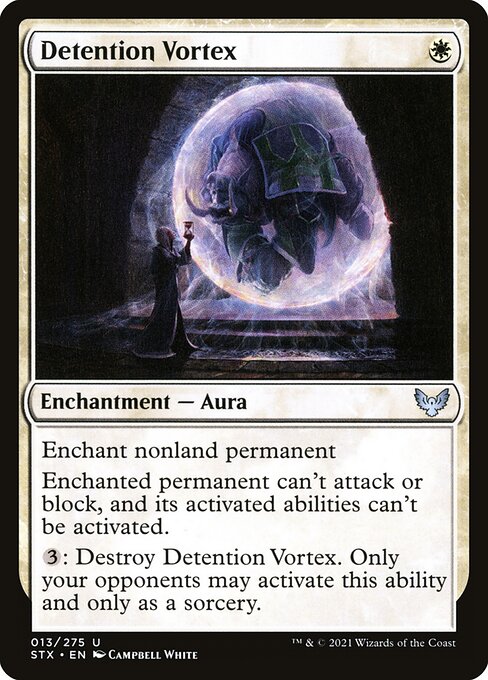 Detention Vortex
Enchantment — Aura
Enchant nonland permanent
Enchanted permanent can't attack or
block, and its activated abilities can't
be activated.
3: Destroy Detention Vortex. Only
your opponents may activate this ability
and only as a sorcery.
013/275 U
STX • EN Campbell White
™ & © 2021 Wizards of the Coast